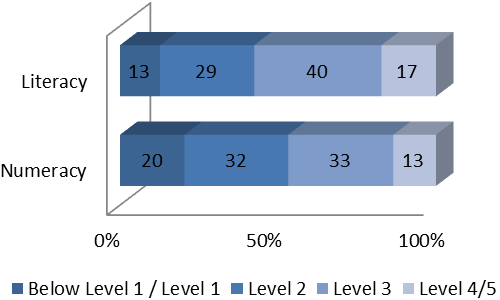 Literacy 13 29 40 17
Numeracy 20 32 33 13
0% 50% 100%
Below Level 1 / Level 1 Level 2 Level 3 Level 4/5